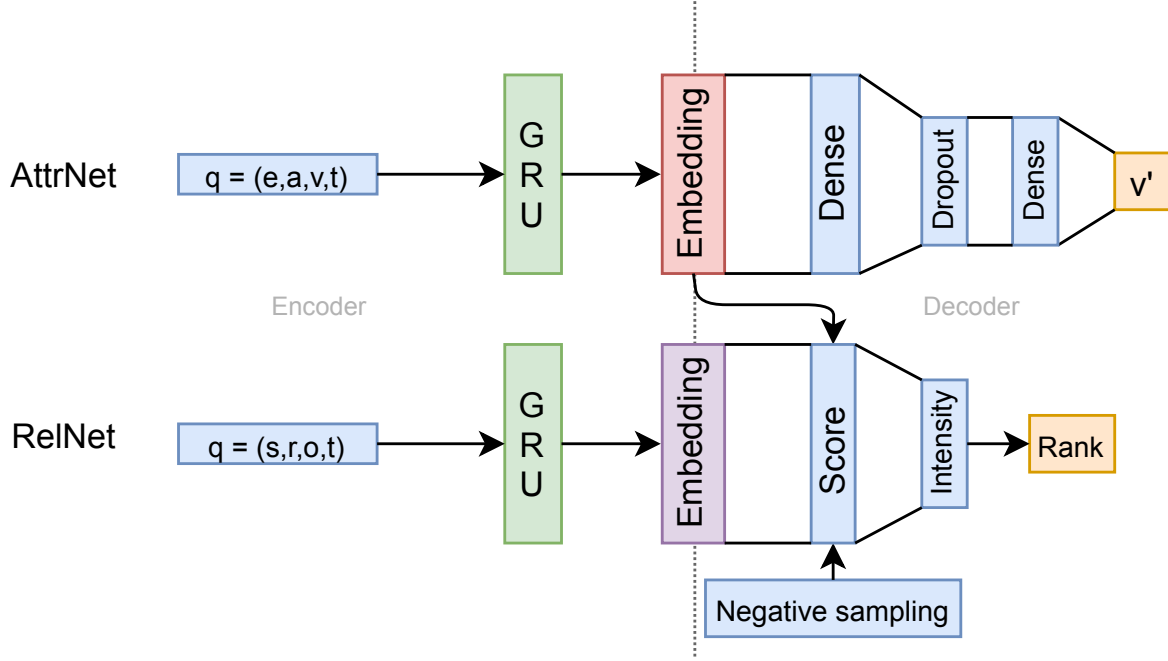 AttrNet
q = (e,a,v,t)
G
R
U
Embedding
Dense
Dropout
Dense
v'
Encoder
Decoder
RelNet
q = (s,r,o,t)
G
R
U
Embedding
Score
Intensity
Rank
Negative sampling